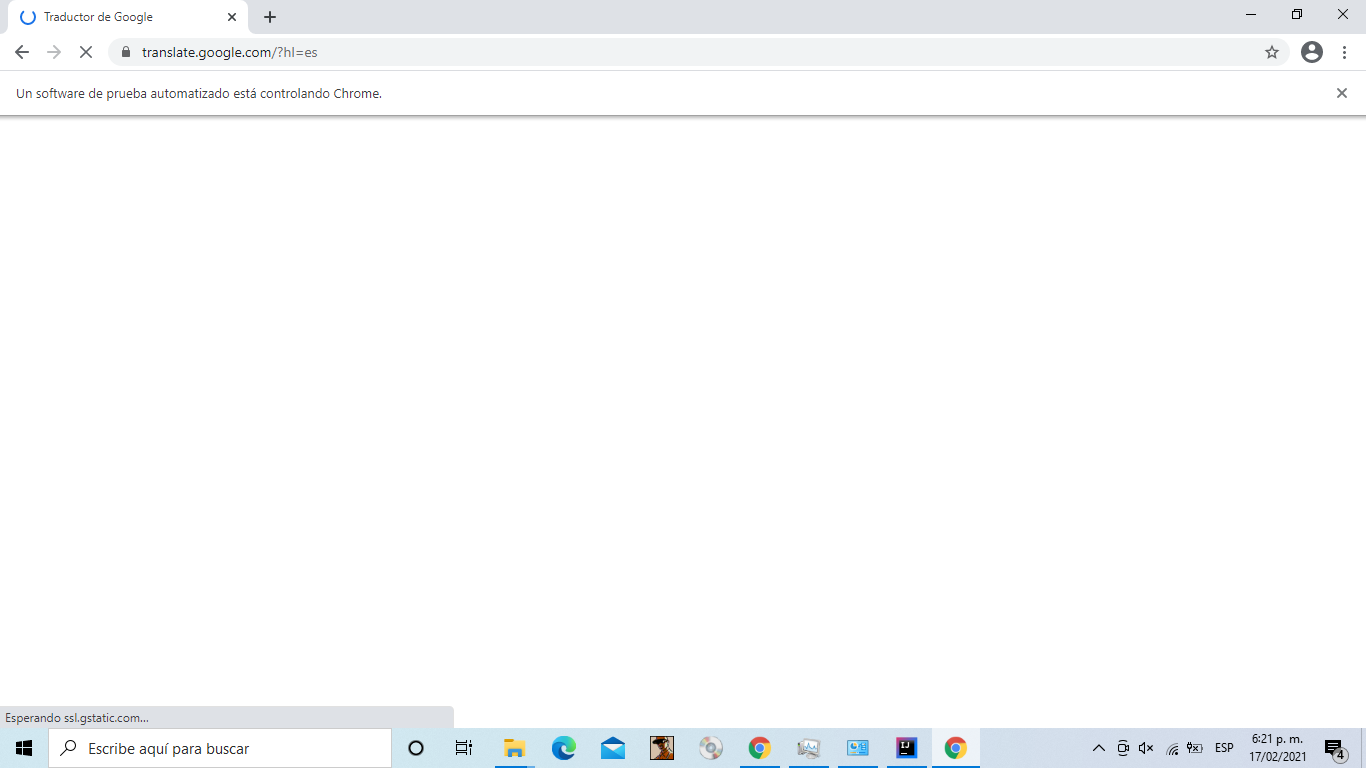 Traductor de Google
translate.google.com/?hl=es
Un software de prueba automatizado está controlando Chrome.
Esperando ssl.gstatic.com...
Escribe aquí para buscar
IJ
ESP
6:21 p. m.
17/02/2021
4